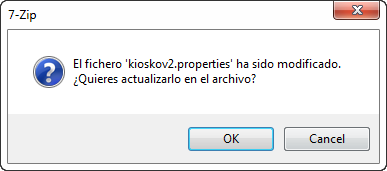 7-Zip
El fichero 'kioskov2.properties' ha sido modificado.
¿Quieres actualizarlo en el archivo?
OK
Cancel